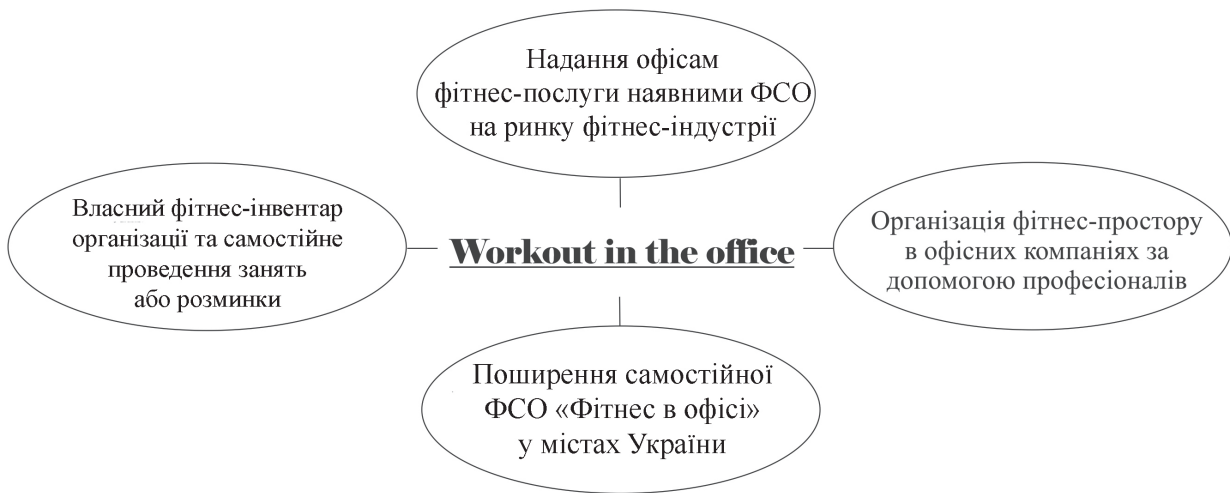 Надання офісам
фітнес-послуги наявними ФСО
на ринку фітнес-індустрії
Власний фітнес-інвентар
організації та самостійне
проведення занять
або розминки
Workout in the office
Організація фітнес-простору
в офісних компаніях за
допомогою професіоналів
Поширення самостійної
ФСО «Фітнес в офісі»
у містах України